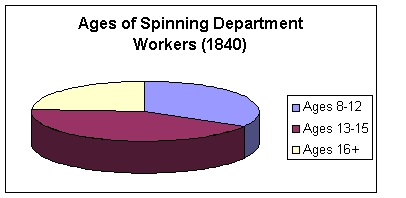 Ages of Spinning Department
Workers (1840)
Ages 8-12
Ages 13-15
Ages 16+